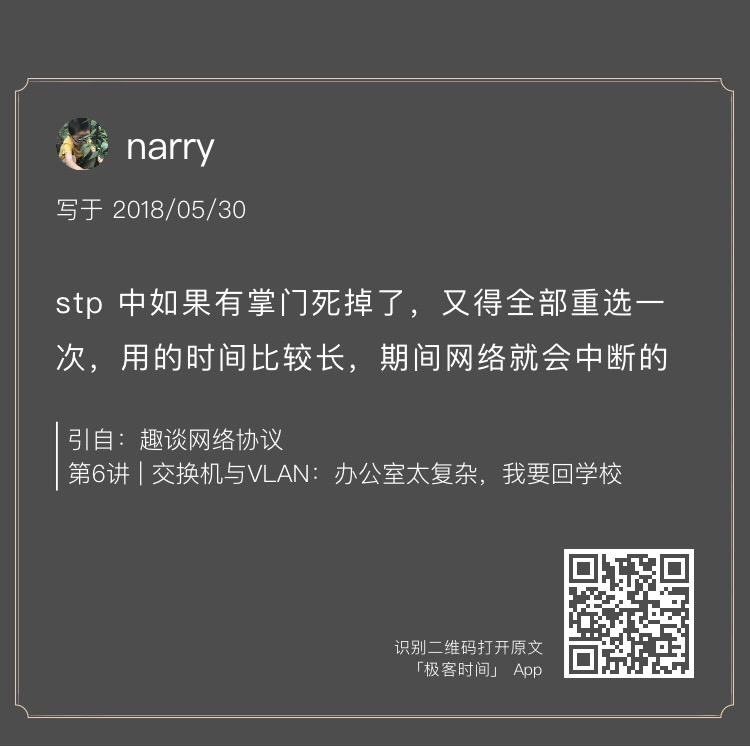 narry
写于 2018/05/30
stp 中如果有掌门死掉了，又得全部重选一
次，用的时间比较长，期间网络就会中断的
引自：趣谈网络协议
第6讲 | 交换机与VLAN：办公室太复杂，我要回学校
识别二维码打开原文
「极客时间」 App